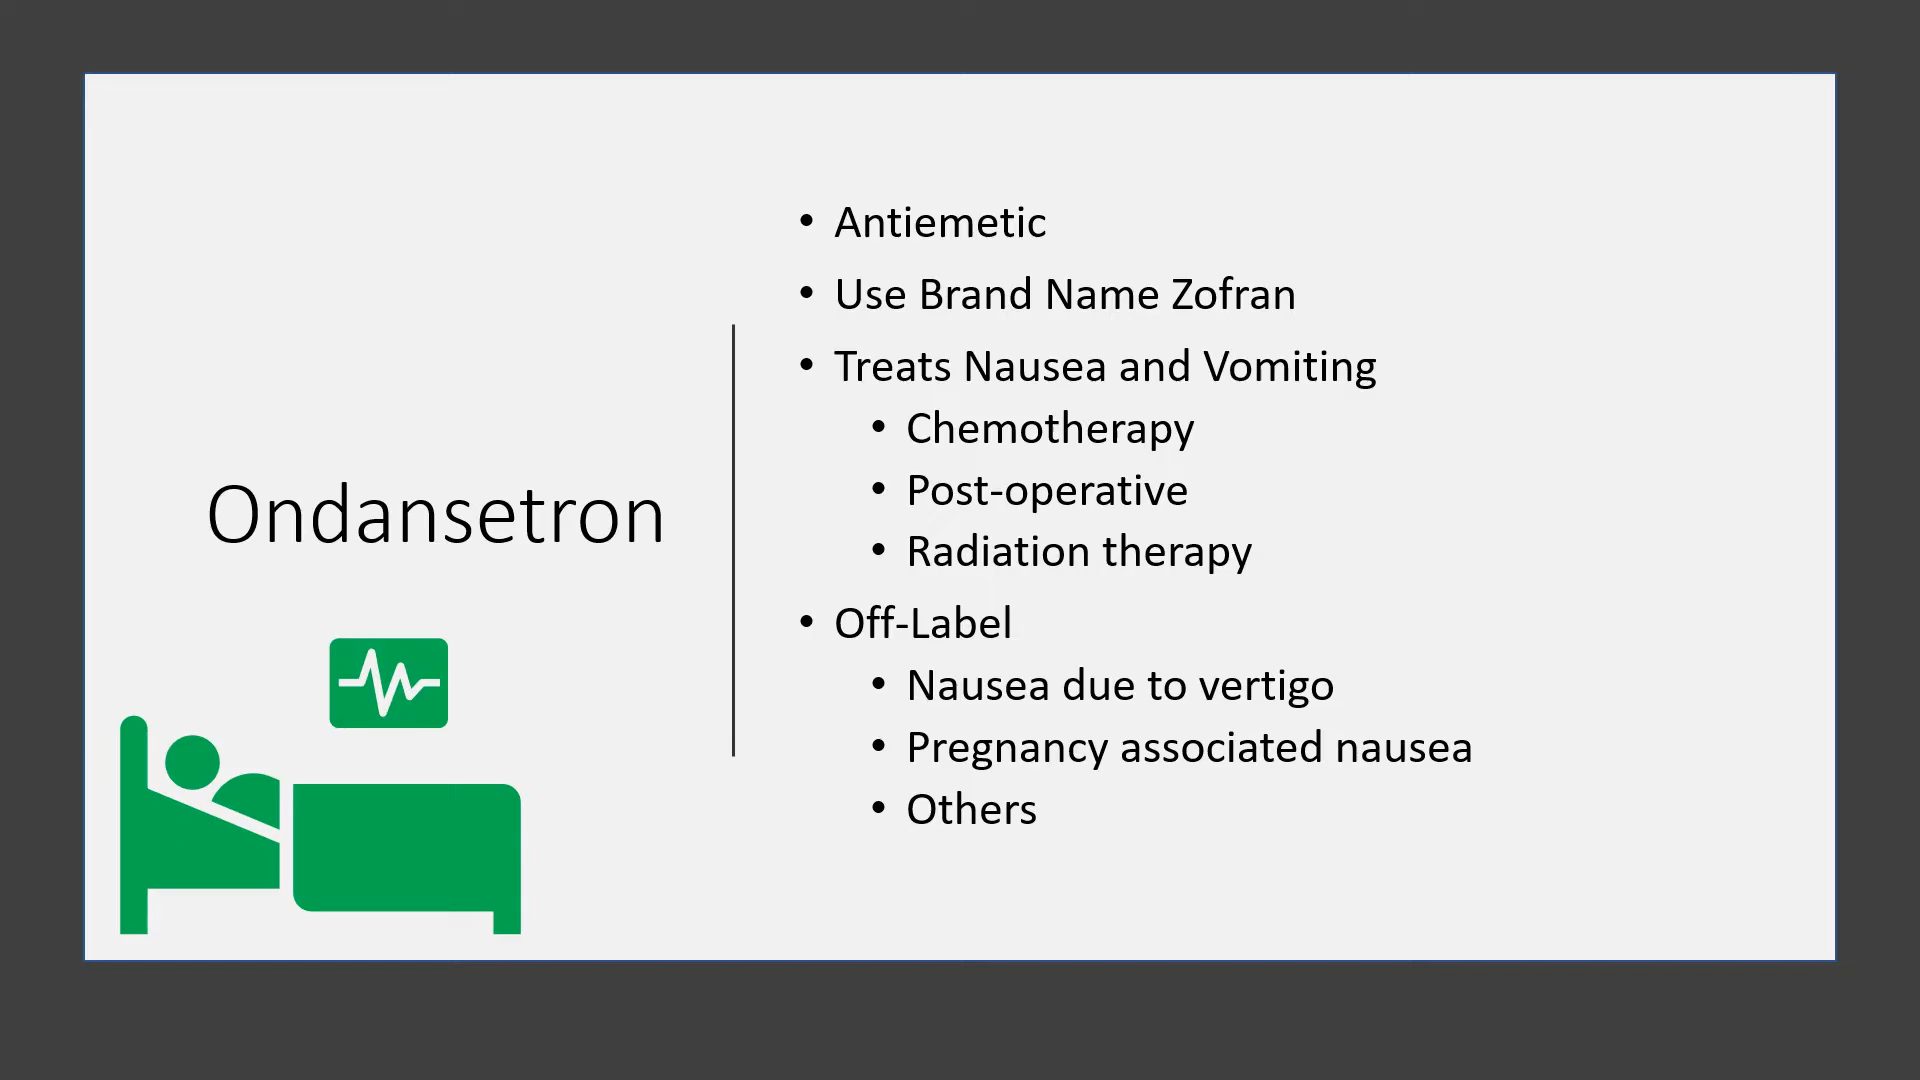 Ondansetron
• Antiemetic
• Use Brand Name Zofran
• Treats Nausea and Vomiting
• Chemotherapy
• Post-operative
• Radiation therapy
• Off-Label
• Nausea due to vertigo
• Pregnancy associated nausea
• Others